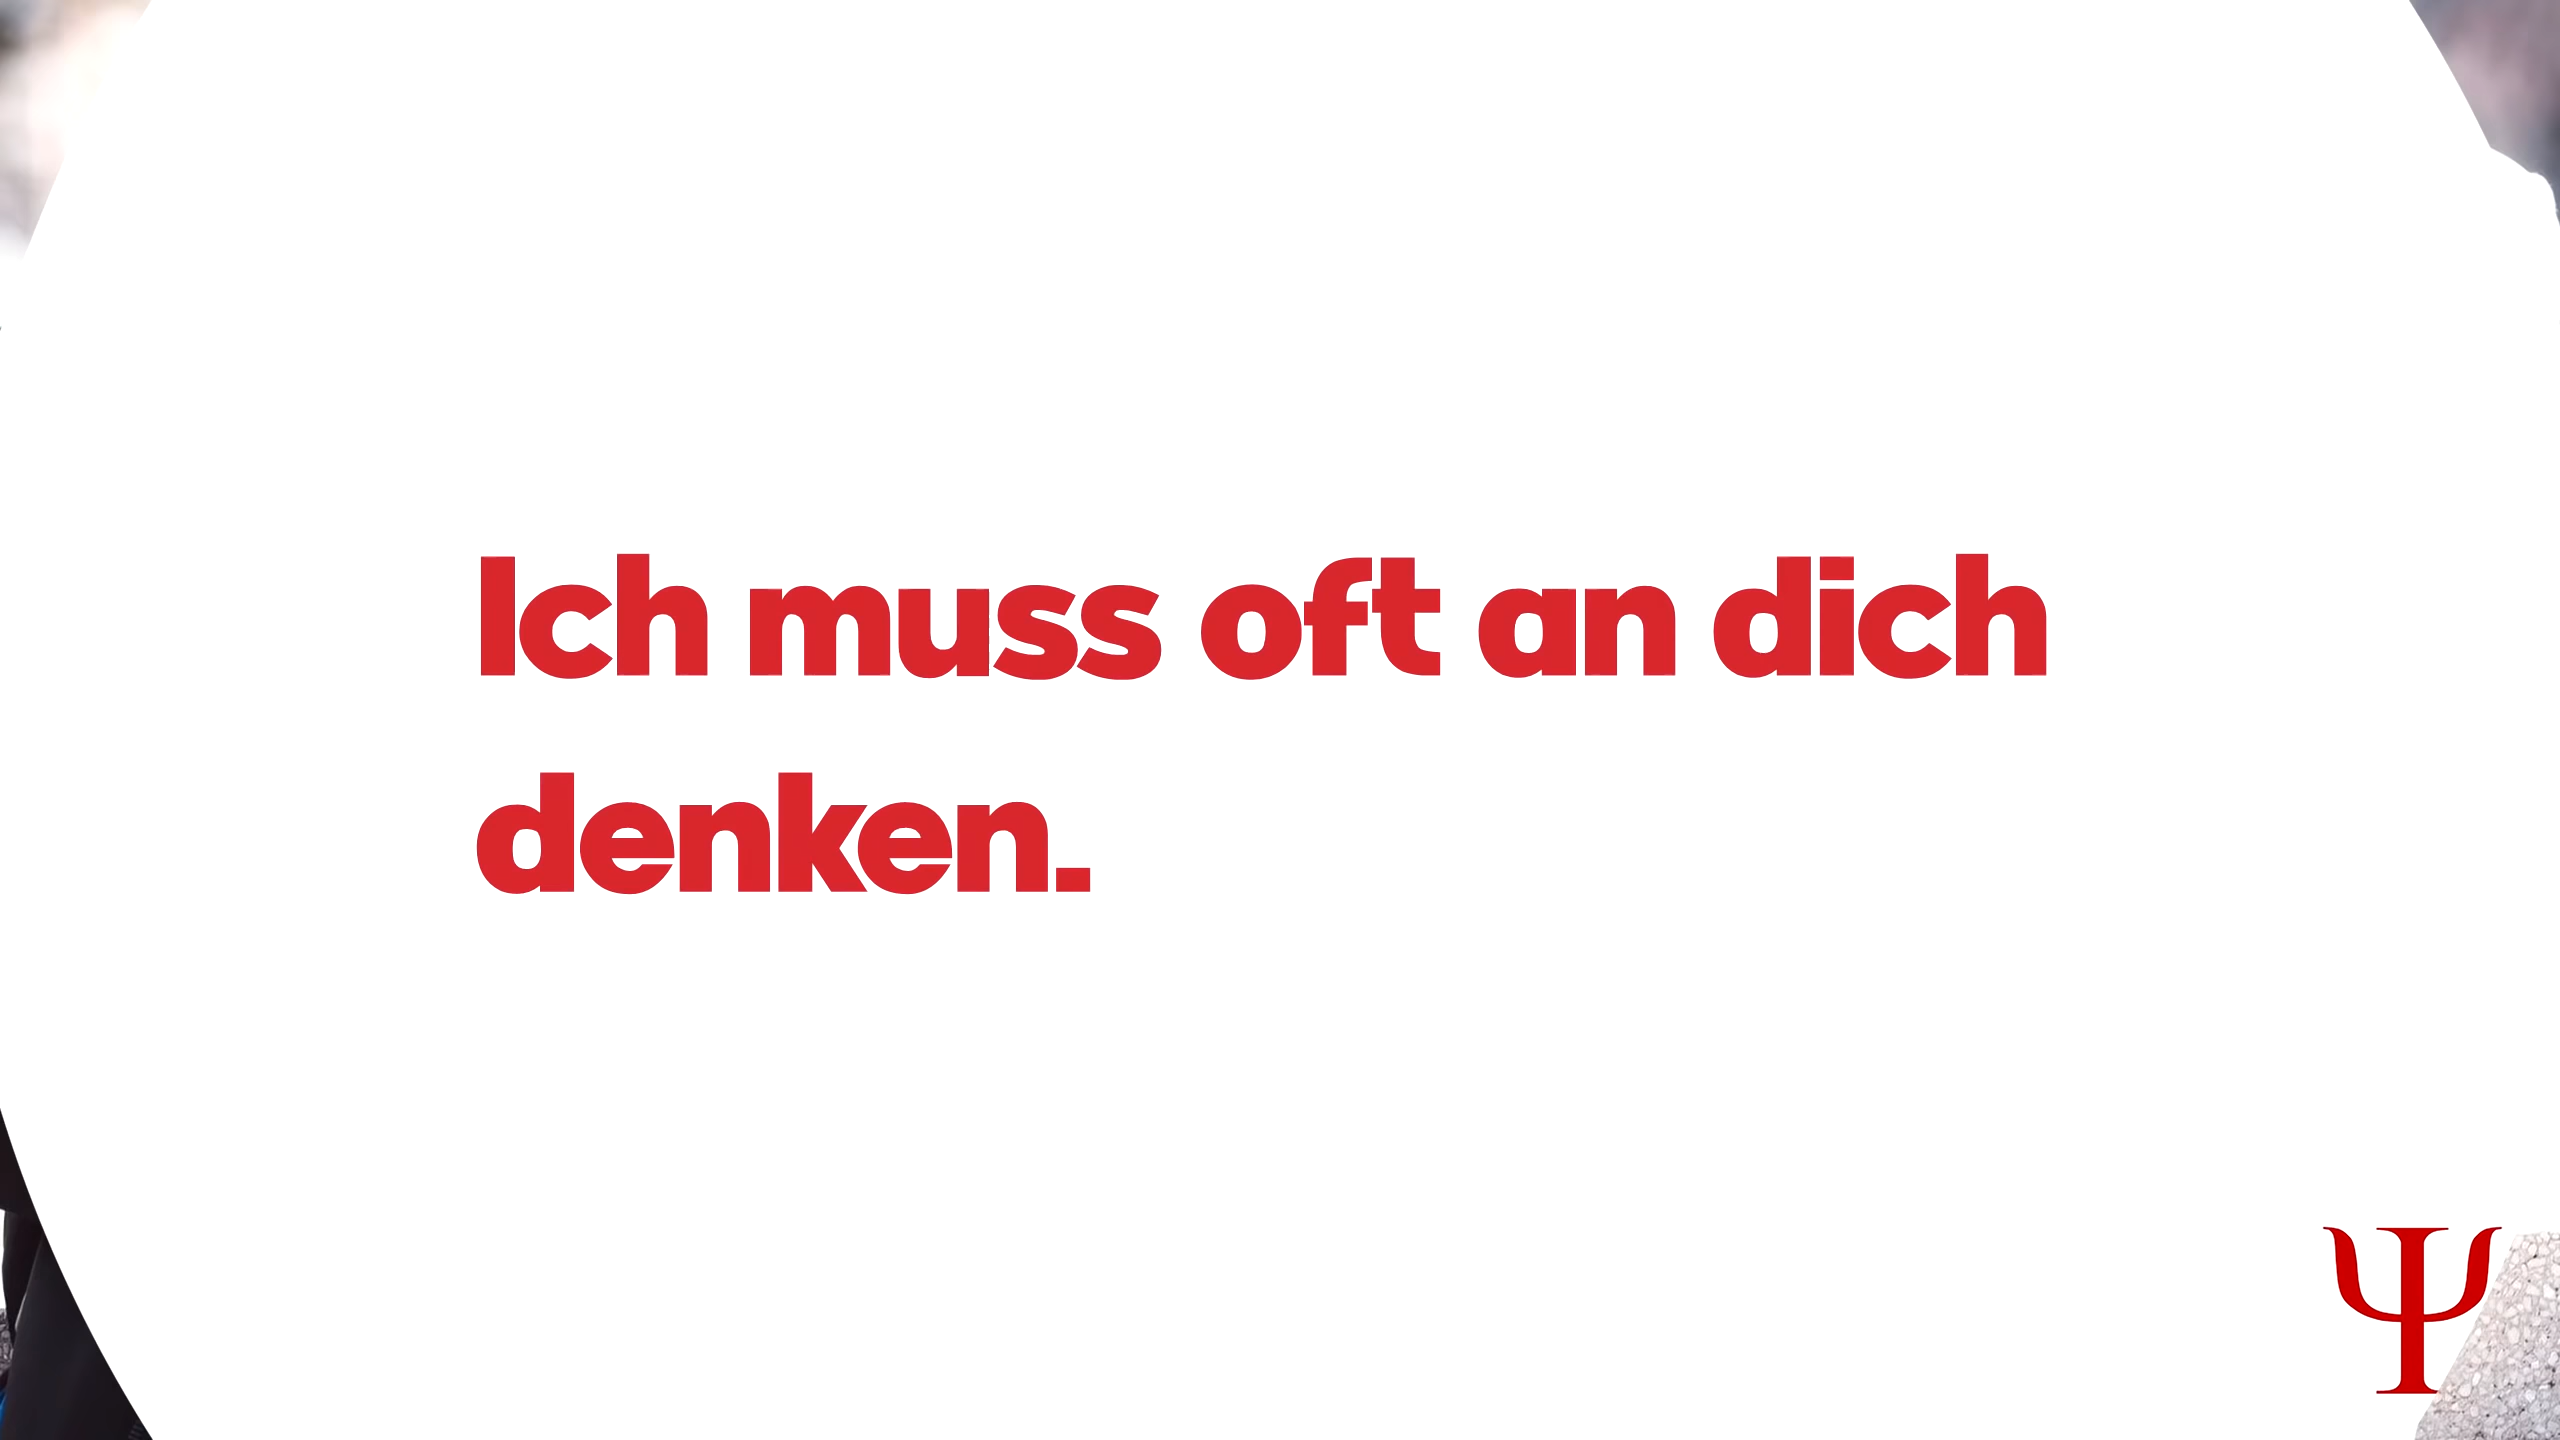 Ich muss oft an dich
denken.
Ψ